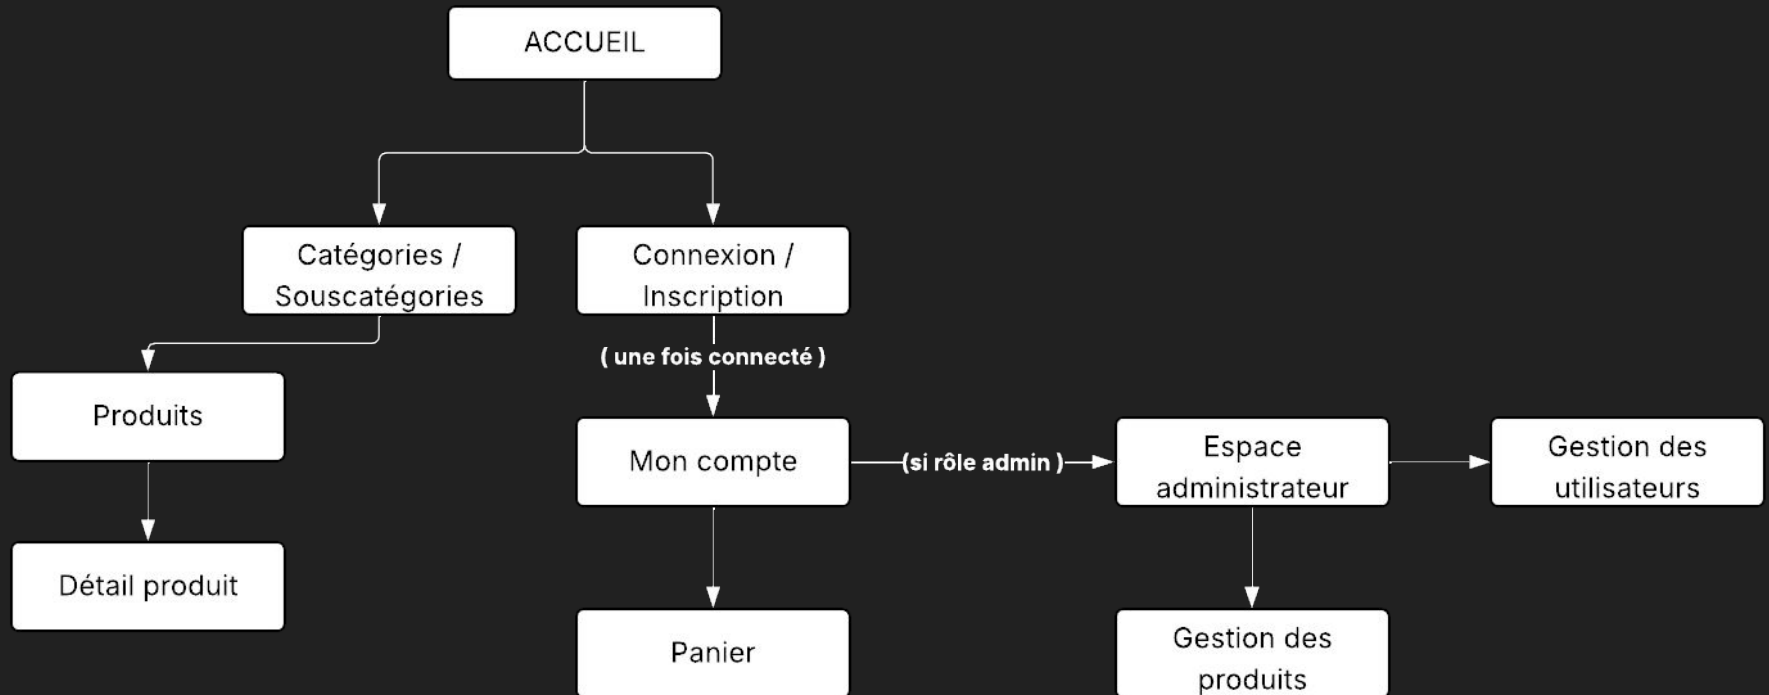 ACCUEIL
Catégories /
Souscatégories
Connexion /
Inscription
( une fois connecté )
Produits
Mon compte
(si rôle admin )
Espace
administrateur
Gestion des
utilisateurs
Détail produit
Panier
Gestion des
produits